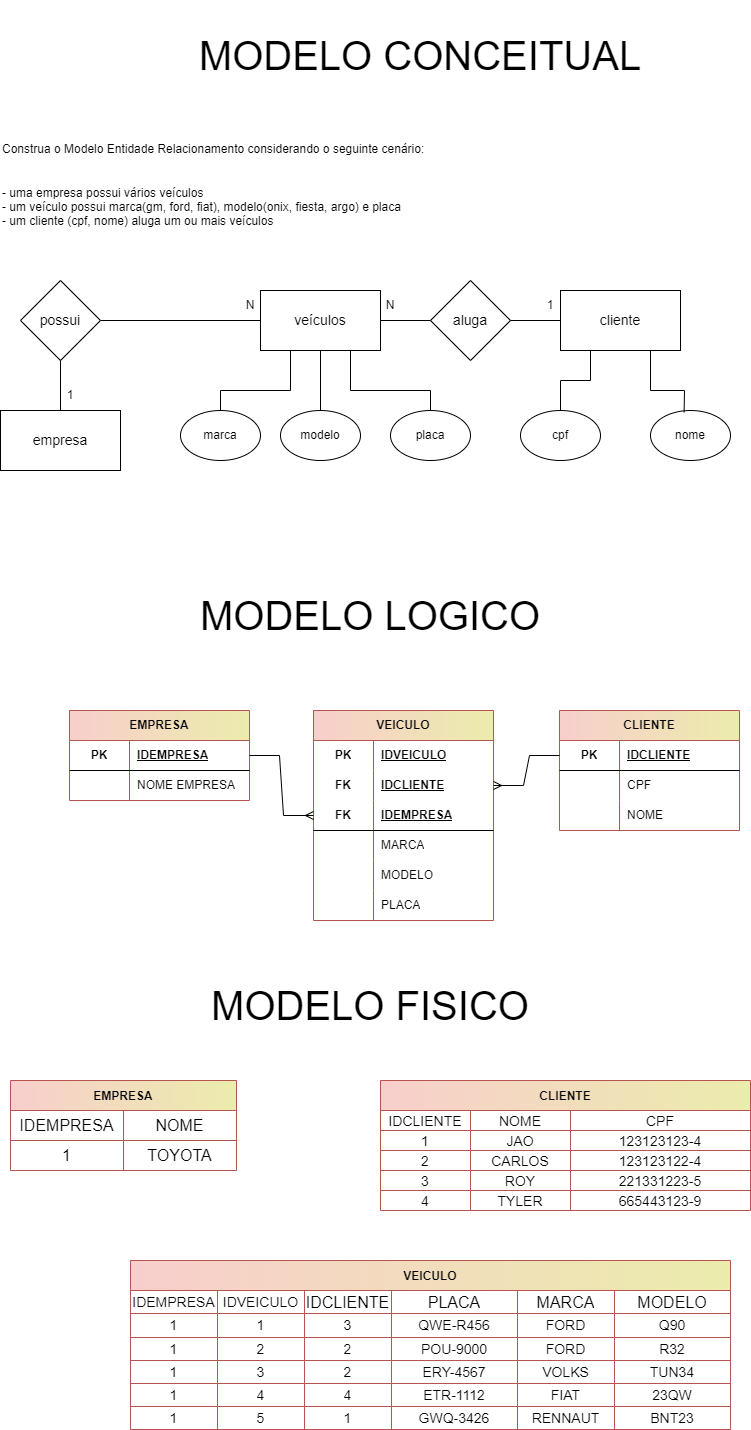 MODELO CONCEITUAL
Construa o Modelo Entidade Relacionamento considerando o seguinte cenário:
- uma empresa possui vários veículos
- um veículo possui marca(gm, ford, fiat), modelo(onix, fiesta, argo) e placa
- um cliente (cpf, nome) aluga um ou mais veículos
possui N veículos N aluga 1 cliente
1
empresa marca modelo placa cpf nome
MODELO LOGICO
EMPRESA
PK IDEMPRESA
NOME EMPRESA
VEICULO
PK IDVEICULO
FK IDCLIENTE
FK IDEMPRESA
MARCA
MODELO
PLACA
CLIENTE
PK IDCLIENTE
CPF
NOME
MODELO FISICO
EMPRESA
IDEMPRESA NOME
1 TOYOTA
CLIENTE
IDCLIENTE NOME CPF
1 JAO 123123123-4
2 CARLOS 123123122-4
3 ROY 221331223-5
4 TYLER 665443123-9
VEICULO
IDEMPRESA IDVEICULO IDCLIENTE PLACA MARCA MODELO
1 1 3 QWE-R456 FORD Q90
1 2 2 POU-9000 FORD R32
1 3 2 ERY-4567 VOLKS TUN34
1 4 4 ETR-1112 FIAT 23QW
1 5 1 GWQ-3426 RENNAUT BNT23